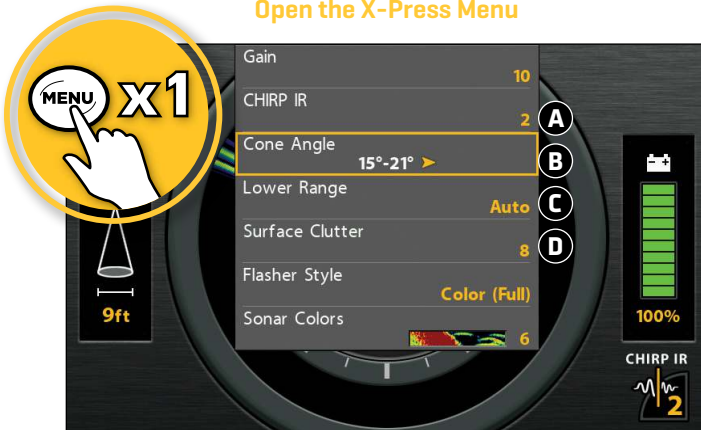 Open the X-Press Menu
MENU x1
Gain
10
CHIRP IR
2
A
Cone Angle
15°-21°
B
Lower Range
Auto
C
Surface Clutter
8
D
Flasher Style
Color (Full)
Sonar Colors
6
9ft
100%
CHIRP IR
2